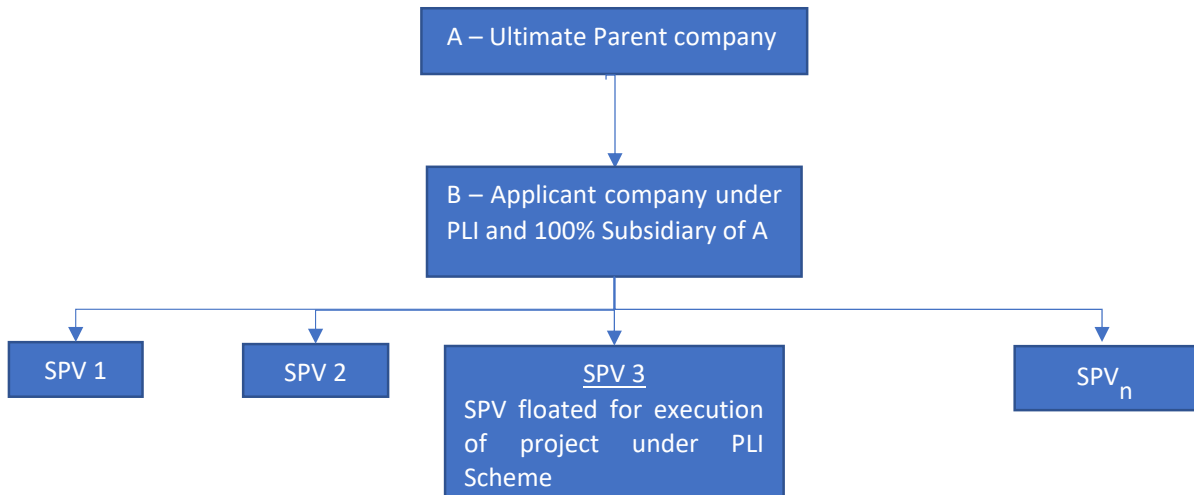 A – Ultimate Parent company
B – Applicant company under
PLI and 100% Subsidiary of A
SPV 1
SPV 2
SPV 3
SPV floated for execution
of project under PLI
Scheme
SPVn